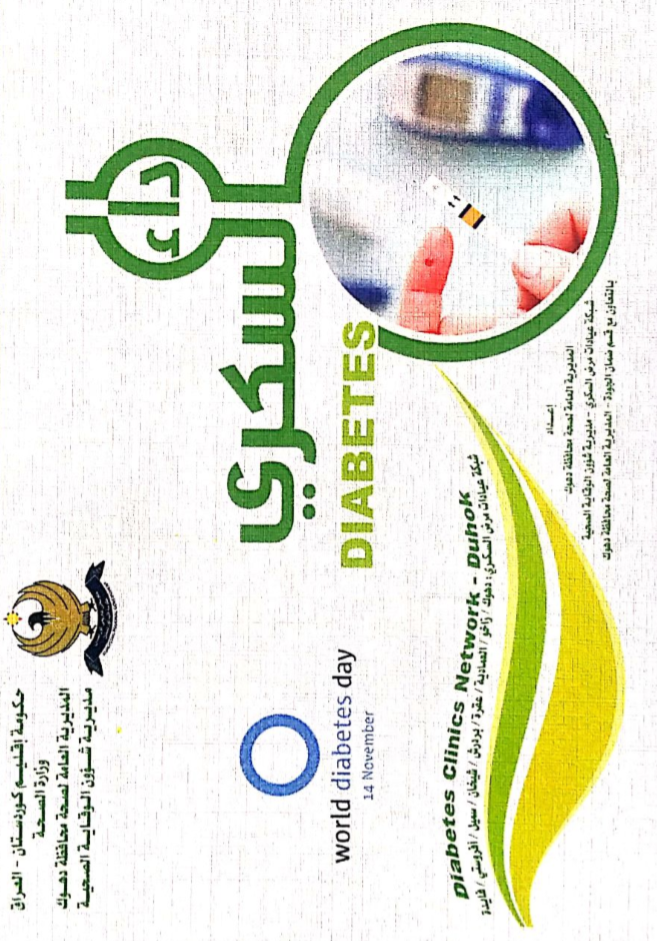 حكومة إقليم كوردستان - العراق
وزارة الصحة
المديرية العامة لصحة محافظة دهوك
مديرية شؤون الوقاية الصحية
داء
السكري
DIABETES
world diabetes day
14 November
Diabetes Clinics Network - Duhok
شبكة عيادات مرض السكري: دهوك / زاخو / العمادية / عقرة / بردرش / شيخان / سميل / افروستي / فايدة
إعداد
المديرية العامة لصحة محافظة دهوك
شبكة عيادات مرض السكري - مديرية شؤون الوقاية الصحية
بالتعاون مع قسم ضمان الجودة - المديرية العامة لصحة محافظة دهوك